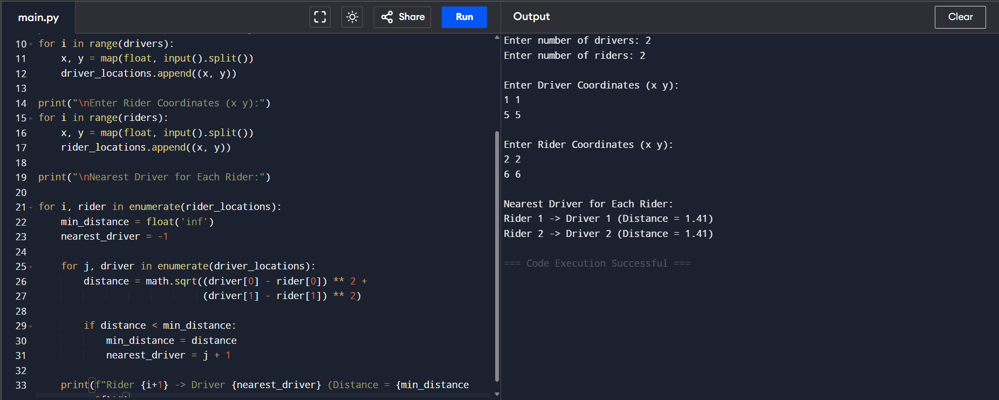 main.py
Share
Run
Output
Clear
10 for i in range(drivers):
11 x, y = map(float, input().split())
12 driver_locations.append((x, y))
13
14 print("\nEnter Rider Coordinates (x y):")
15 for i in range(riders):
16 x, y = map(float, input().split())
17 rider_locations.append((x, y))
18
19 print("\nNearest Driver for Each Rider:")
20
21 for i, rider in enumerate(rider_locations):
22 min_distance = float('inf')
23 nearest_driver = -1
24
25 for j, driver in enumerate(driver_locations):
26 distance = math.sqrt((driver[0] - rider[0]) ** 2 +
27 (driver[1] - rider[1]) ** 2)
28
29 if distance < min_distance:
30 min_distance = distance
31 nearest_driver = j + 1
32
33 print(f"Rider {i+1} -> Driver {nearest_driver} (Distance = {min_distance
Enter number of drivers: 2
Enter number of riders: 2
Enter Driver Coordinates (x y):
1 1
5 5
Enter Rider Coordinates (x y):
2 2
6 6
Nearest Driver for Each Rider:
Rider 1 -> Driver 1 (Distance = 1.41)
Rider 2 -> Driver 2 (Distance = 1.41)
=== Code Execution Successful ===